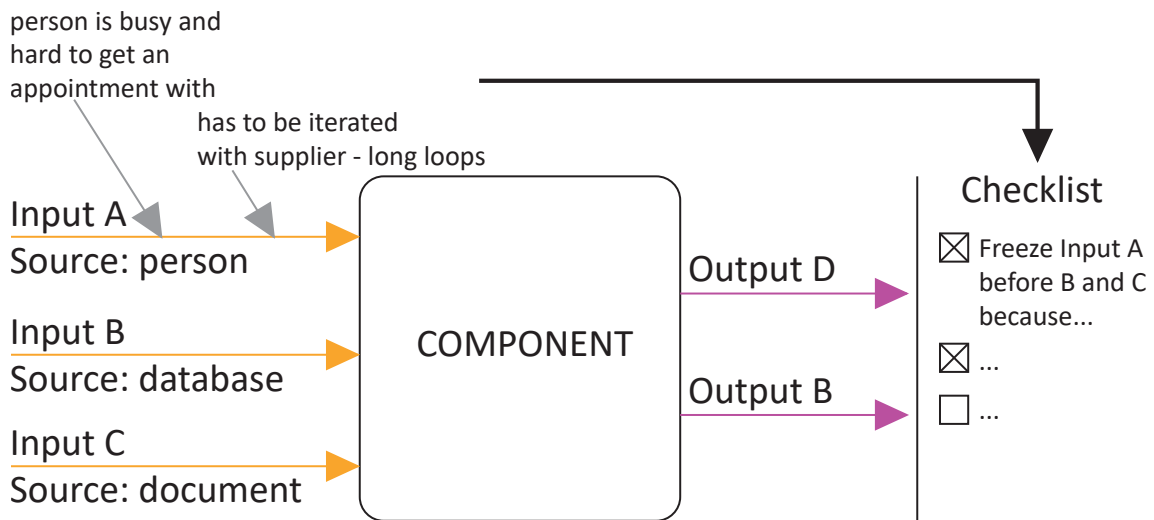 person is busy and
hard to get an
appointment with
has to be iterated
with supplier - long loops
Input A
Source: person
Input B
Source: database
Input C
Source: document
COMPONENT
Output D
Output B
Checklist
Freeze Input A
before B and C
because...
...
...